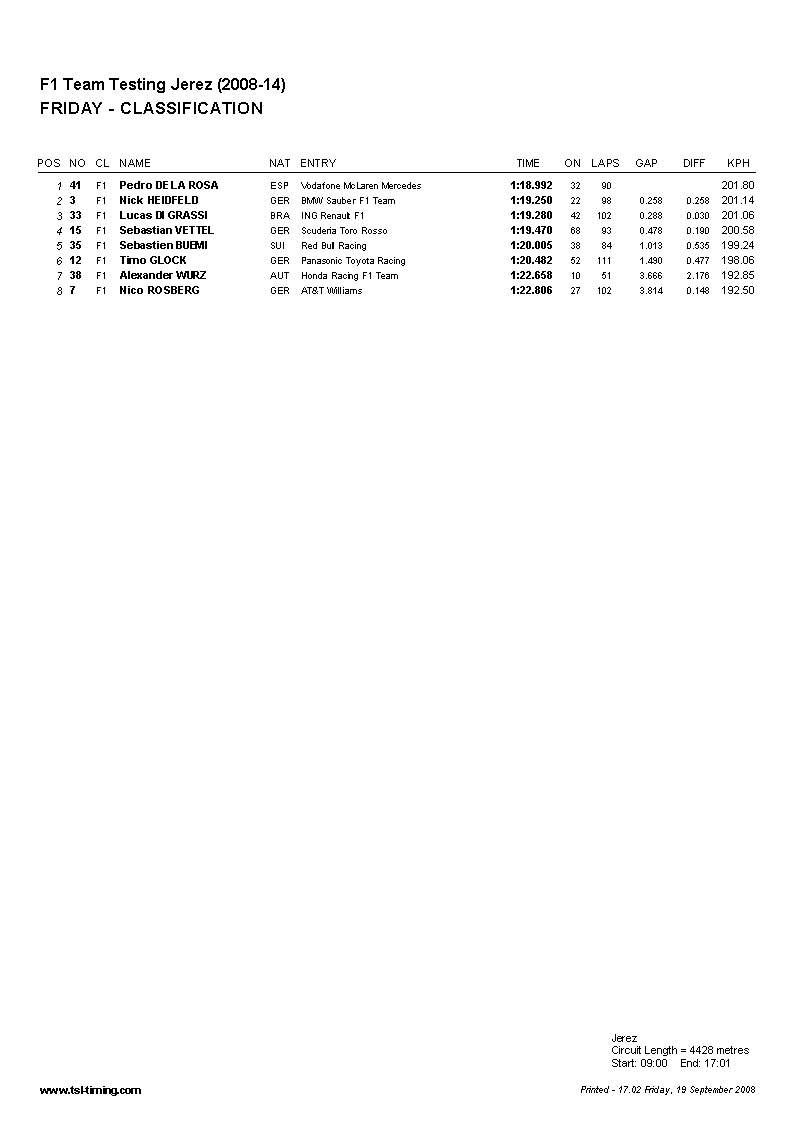 F1 Team Testing Jerez (2008-14)
FRIDAY - CLASSIFICATION
POS NO CL NAME NAT ENTRY TIME ON LAPS GAP DIFF KPH
1 41 F1 Pedro DE LA ROSA ESP Vodafone McLaren Mercedes 1:18.992 32 90 201.80
2 3 F1 Nick HEIDFELD GER BMW Sauber F1 Team 1:19.250 22 98 0.258 0.258 201.14
3 33 F1 Lucas DI GRASSI BRA ING Renault F1 1:19.280 42 102 0.288 0.030 201.06
4 15 F1 Sebastian VETTEL GER Scuderia Toro Rosso 1:19.470 68 93 0.478 0.190 200.58
5 35 F1 Sebastien BUEMI SUI Red Bull Racing 1:20.005 38 84 1.013 0.535 199.24
6 12 F1 Timo GLOCK GER Panasonic Toyota Racing 1:20.482 52 111 1.490 0.477 198.06
7 38 F1 Alexander WURZ AUT Honda Racing F1 Team 1:22.658 10 51 3.666 2.176 192.85
8 7 F1 Nico ROSBERG GER AT&T Williams 1:22.806 27 102 3.814 0.148 192.50
Jerez
Circuit Length = 4428 metres
Start: 09:00 End: 17:01
www.tsl-timing.com Printed - 17.02 Friday, 19 September 2008